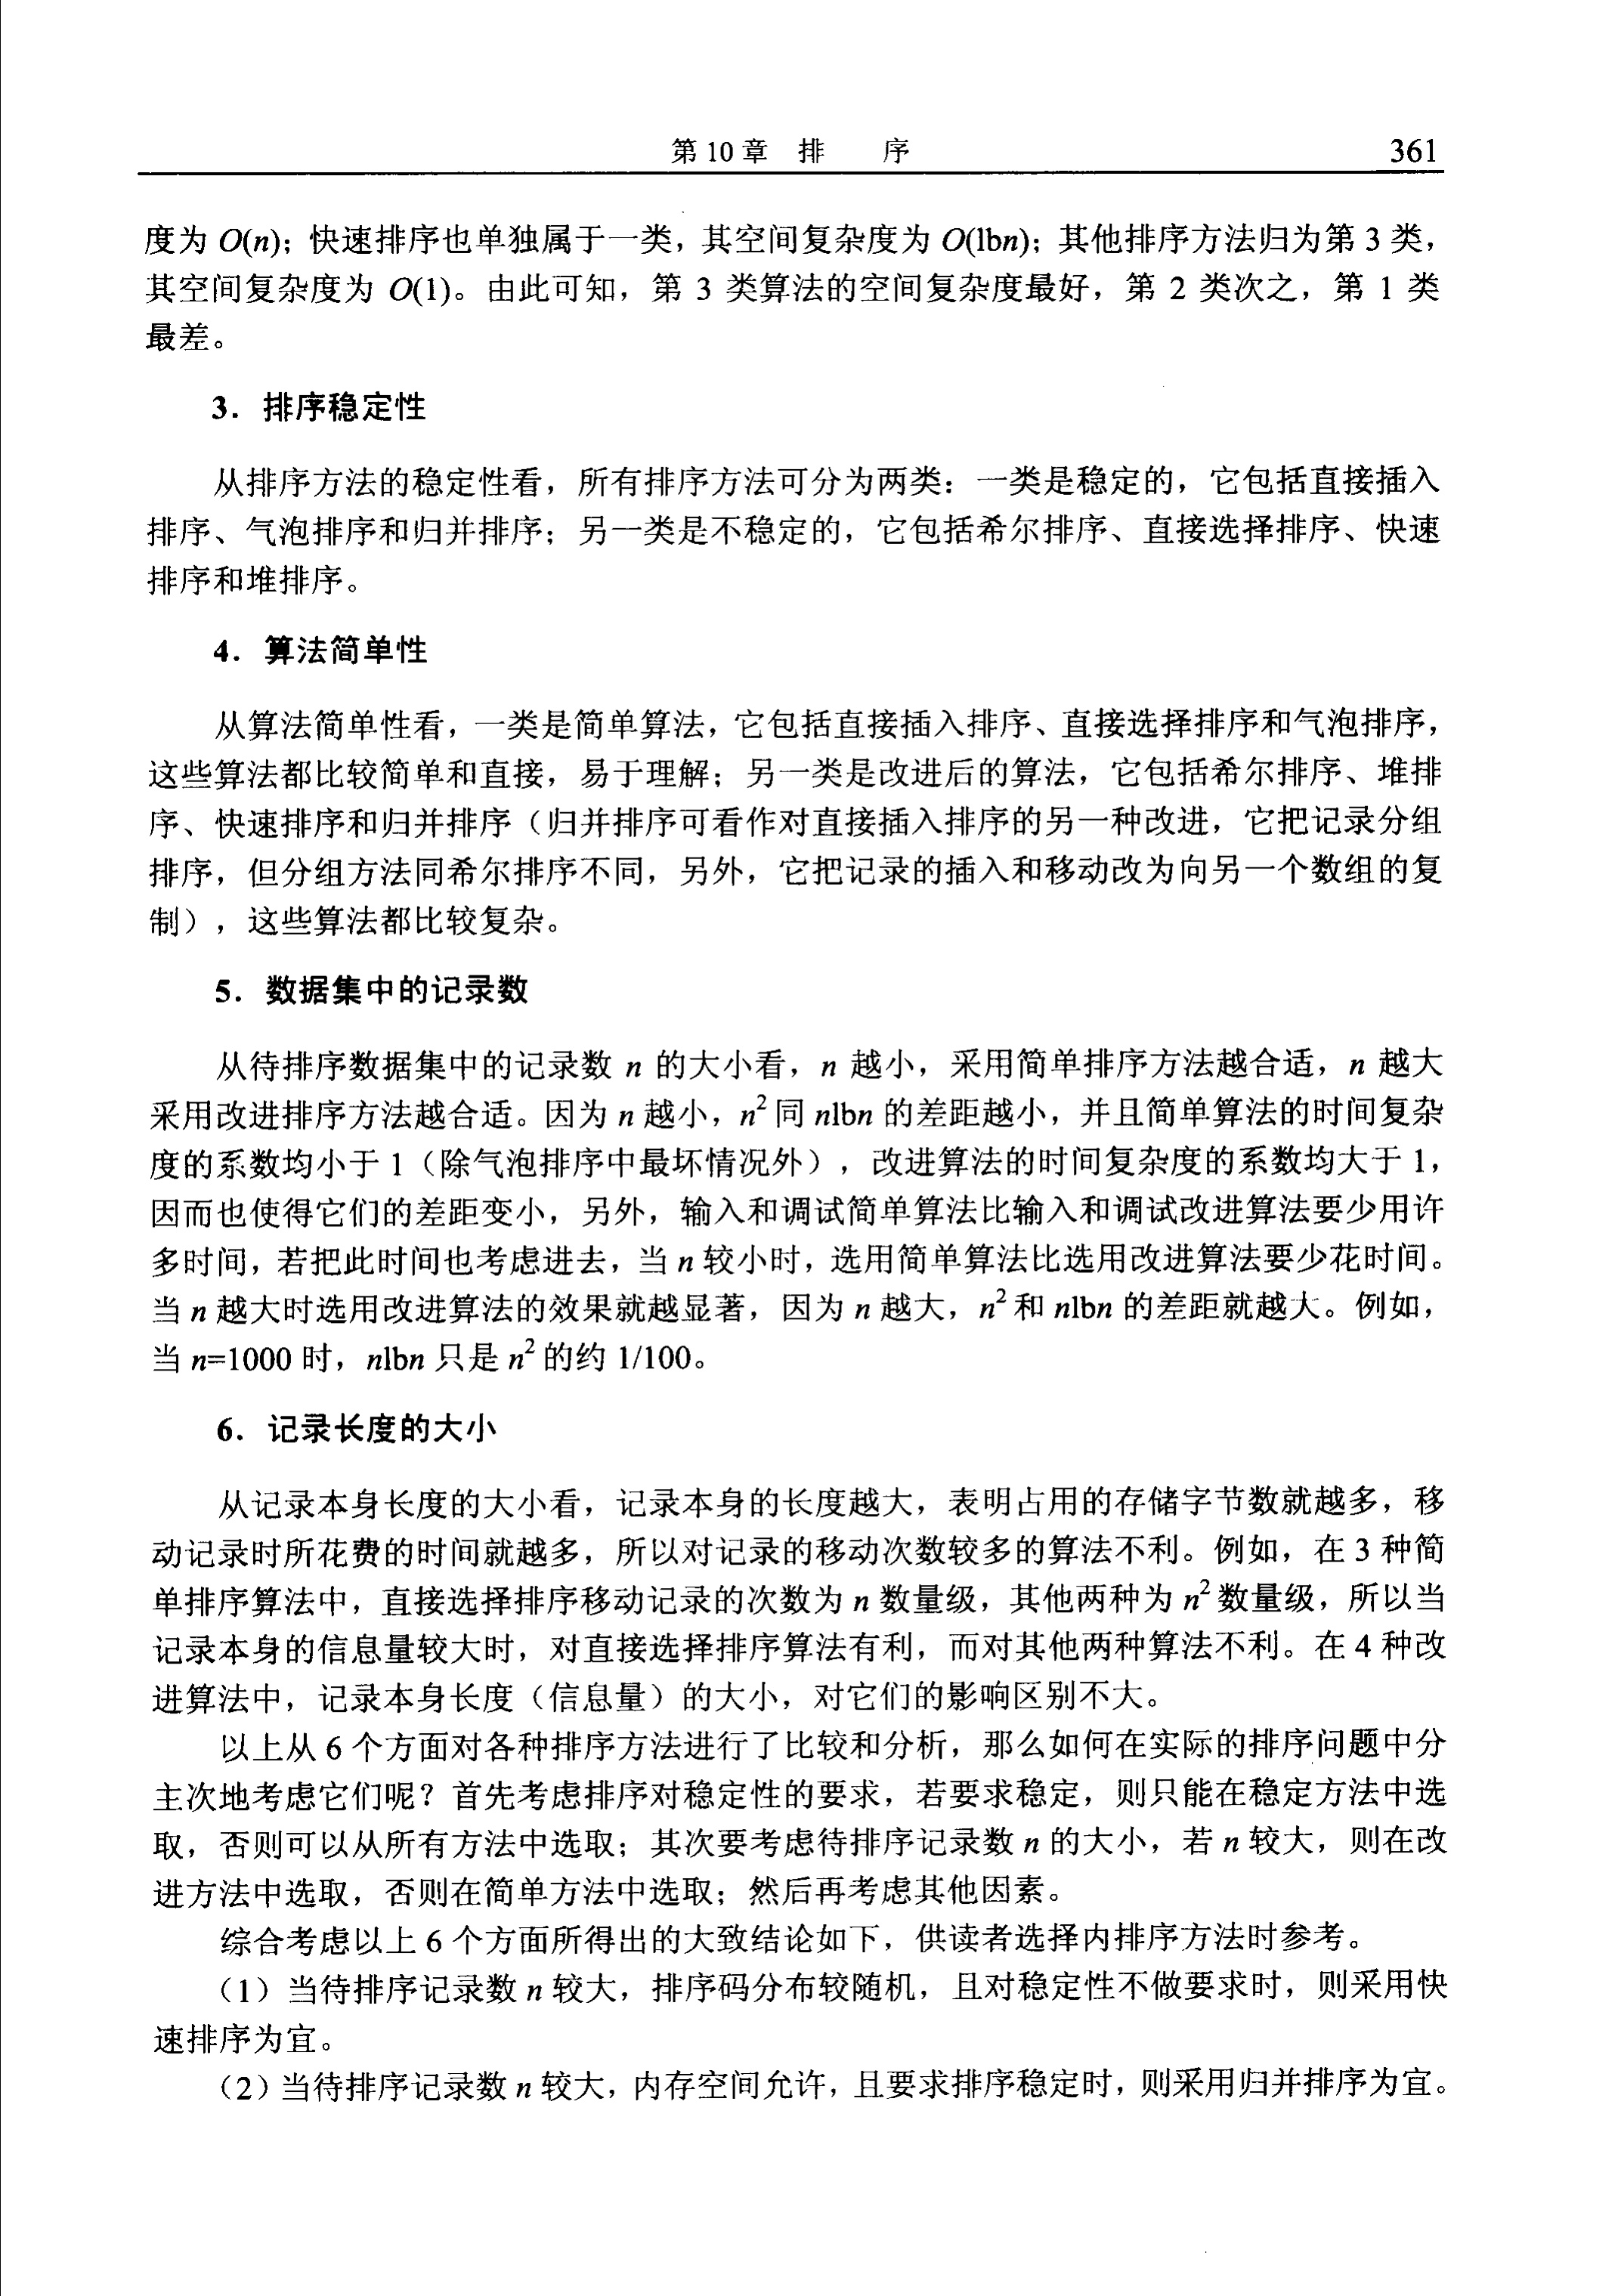 第 10 章 排 序 361
度为 O(n)；快速排序也单独属于一类，其空间复杂度为 O(lbn)；其他排序方法归为第 3 类，
其空间复杂度为 O(1)。由此可知，第 3 类算法的空间复杂度最好，第 2 类次之，第 1 类
最差。
3．排序稳定性
从排序方法的稳定性看，所有排序方法可分为两类：一类是稳定的，它包括直接插入
排序、气泡排序和归并排序；另一类是不稳定的，它包括希尔排序、直接选择排序、快速
排序和堆排序。
4．算法简单性
从算法简单性看，一类是简单算法，它包括直接插入排序、直接选择排序和气泡排序，
这些算法都比较简单和直接，易于理解；另一类是改进后的算法，它包括希尔排序、堆排
序、快速排序和归并排序（归并排序可看作对直接插入排序的另一种改进，它把记录分组
排序，但分组方法同希尔排序不同，另外，它把记录的插入和移动改为向另一个数组的复
制），这些算法都比较复杂。
5．数据集中的记录数
从待排序数据集中的记录数 n 的大小看，n 越小，采用简单排序方法越合适，n 越大
采用改进排序方法越合适。因为 n 越小，n² 同 nlbn 的差距越小，并且简单算法的时间复杂
度的系数均小于 1（除气泡排序中最坏情况外），改进算法的时间复杂度的系数均大于 1，
因而也使得它们的差距变小，另外，输入和调试简单算法比输入和调试改进算法要少用许
多时间，若把此时间也考虑进去，当 n 较小时，选用简单算法比选用改进算法要少花时间。
当 n 越大时选用改进算法的效果就越显著，因为 n 越大，n² 和 nlbn 的差距就越大。例如，
当 n=1000 时，nlbn 只是 n² 的约 1/100。
6．记录长度的大小
从记录本身长度的大小看，记录本身的长度越大，表明占用的存储字节数就越多，移
动记录时所花费的时间就越多，所以对记录的移动次数较多的算法不利。例如，在 3 种简
单排序算法中，直接选择排序移动记录的次数为 n 数量级，其他两种为 n² 数量级，所以当
记录本身的信息量较大时，对直接选择排序算法有利，而对其他两种算法不利。在 4 种改
进算法中，记录本身长度（信息量）的大小，对它们的影响区别不大。
以上从 6 个方面对各种排序方法进行了比较和分析，那么如何在实际的排序问题中分
主次地考虑它们呢？首先考虑排序对稳定性的要求，若要求稳定，则只能在稳定方法中选
取，否则可以从所有方法中选取；其次要考虑待排序记录数 n 的大小，若 n 较大，则在改
进方法中选取，否则在简单方法中选取；然后再考虑其他因素。
综合考虑以上 6 个方面所得出的大致结论如下，供读者选择内排序方法时参考。
（1）当待排序记录数 n 较大，排序码分布较随机，且对稳定性不做要求时，则采用快
速排序为宜。
（2）当待排序记录数 n 较大，内存空间允许，且要求排序稳定时，则采用归并排序为宜。